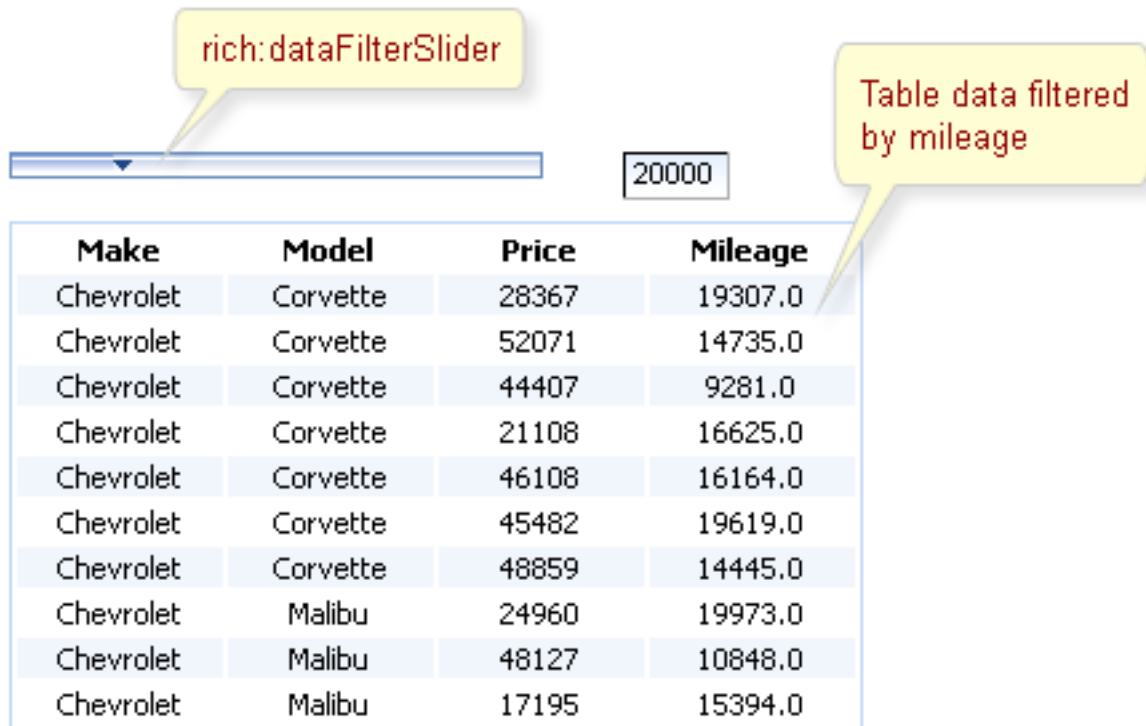 rich:dataFilterSlider
Table data filtered
by mileage
20000
Make Model Price Mileage
Chevrolet Corvette 28367 19307.0
Chevrolet Corvette 52071 14735.0
Chevrolet Corvette 44407 9281.0
Chevrolet Corvette 21108 16625.0
Chevrolet Corvette 46108 16164.0
Chevrolet Corvette 45482 19619.0
Chevrolet Corvette 48859 14445.0
Chevrolet Malibu 24960 19973.0
Chevrolet Malibu 48127 10848.0
Chevrolet Malibu 17195 15394.0